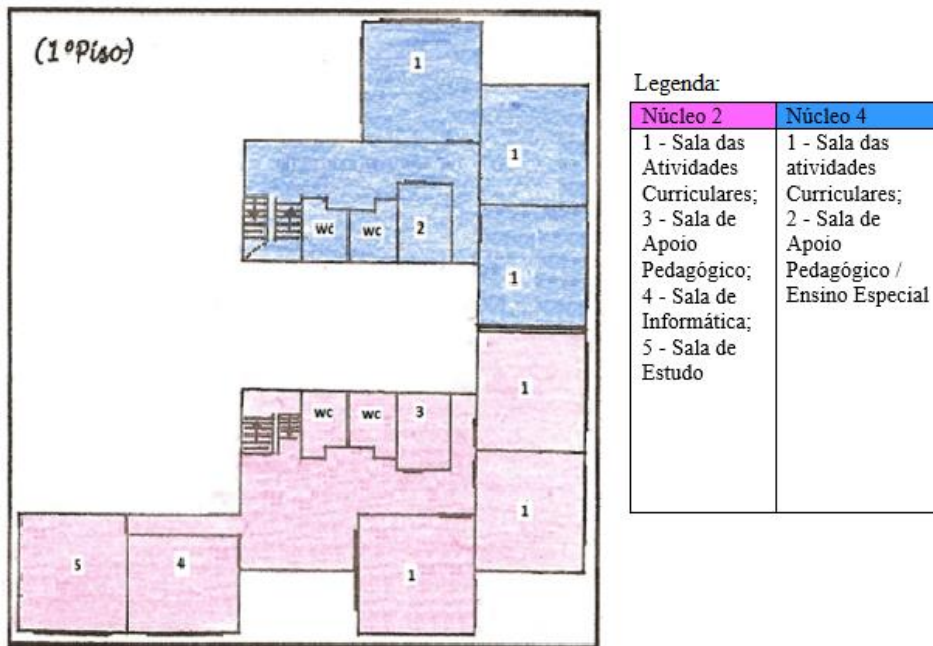 (1ºPiso)
1
1
wc
wc
2
1
1
wc
wc
3
1
5
4
1
Legenda:
Núcleo 2
1 - Sala das
Atividades
Curriculares;
3 - Sala de
Apoio
Pedagógico;
4 - Sala de
Informática;
5 - Sala de
Estudo
Núcleo 4
1 - Sala das
atividades
Curriculares;
2 - Sala de
Apoio
Pedagógico /
Ensino Especial